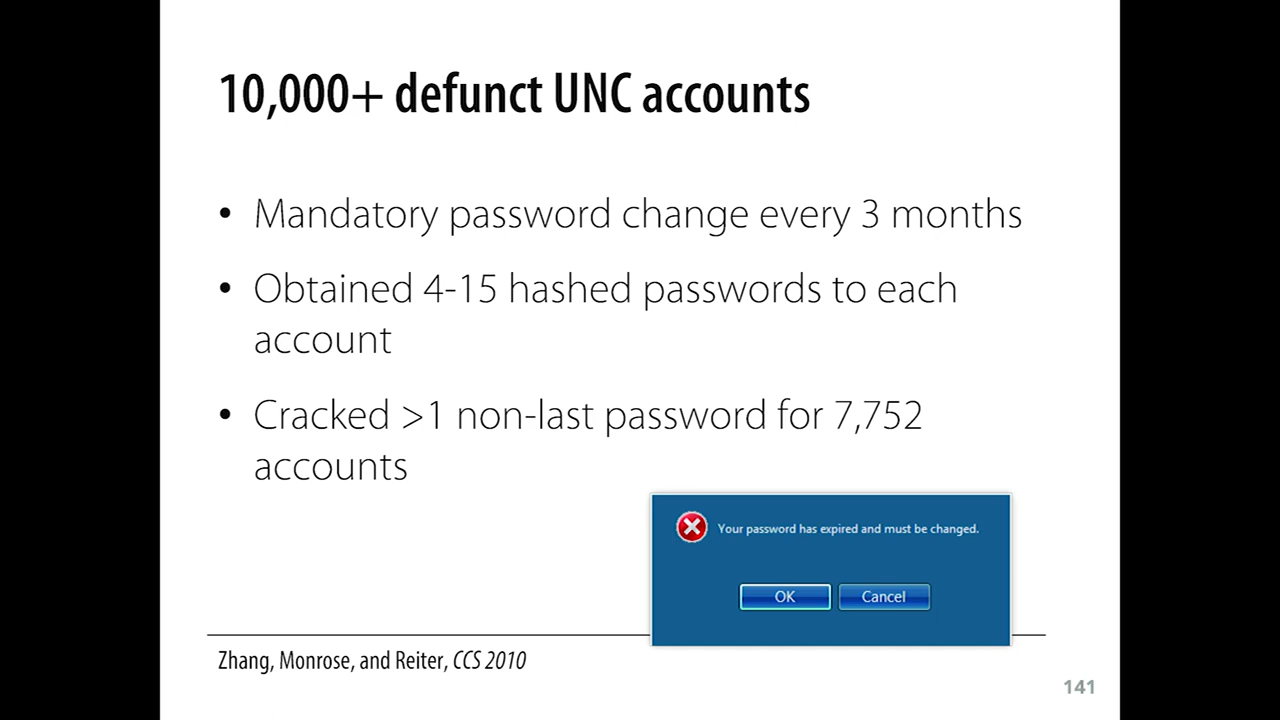 10,000+ defunct UNC accounts
• Mandatory password change every 3 months
• Obtained 4-15 hashed passwords to each
account
• Cracked >1 non-last password for 7,752
accounts
Your password has expired and must be changed.
OK Cancel
Zhang, Monrose, and Reiter, CCS 2010
141